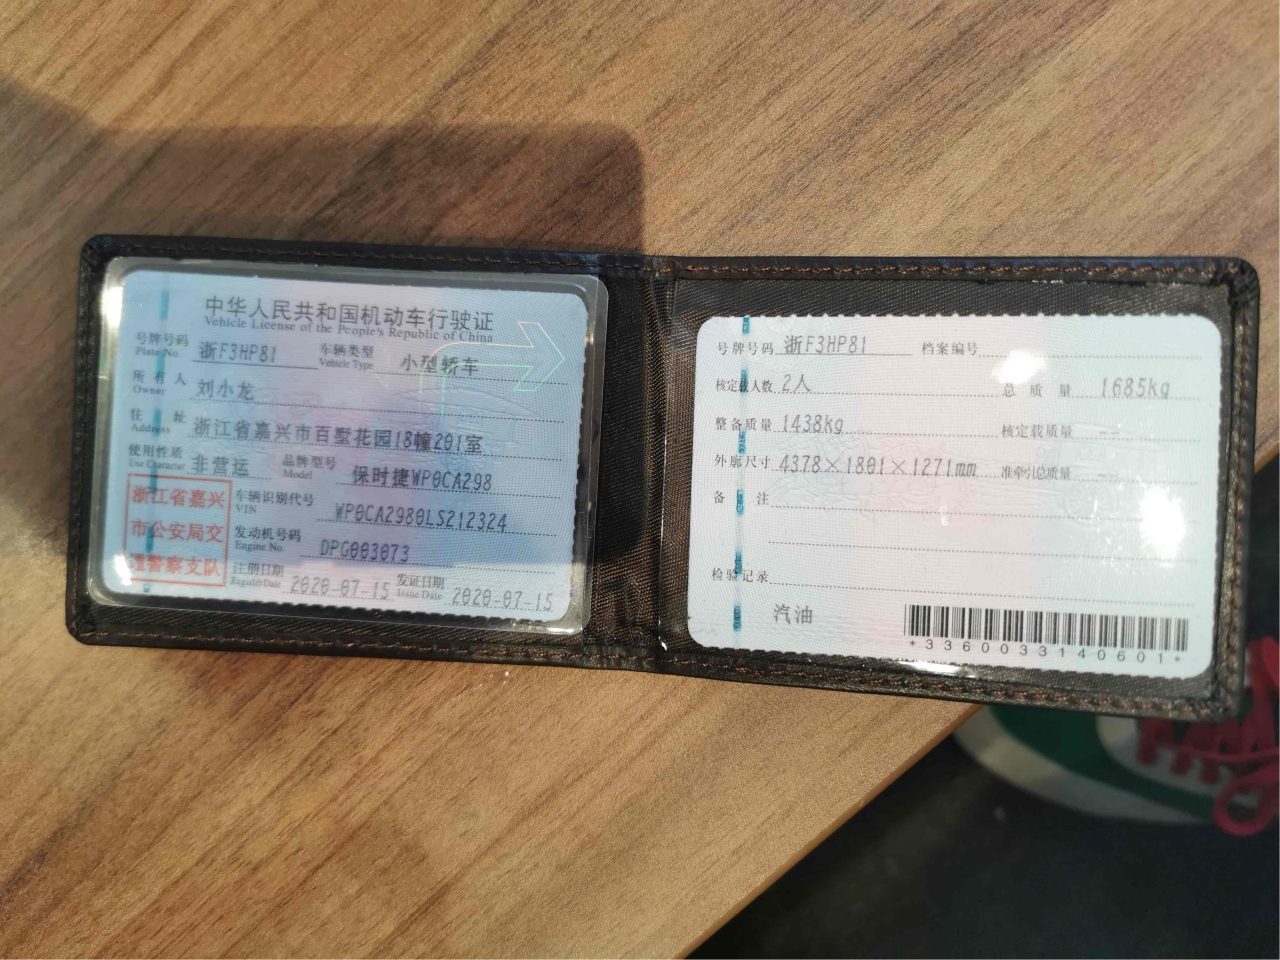 中华人民共和国机动车行驶证
Vehicle License of the People's Republic of China
号牌号码 浙F3HP81 车辆类型 小型轿车
Plate No. Vehicle Type
所有人 刘小龙
Owner
住址 浙江省嘉兴市百墅花园18幢201室
Address
使用性质 非营运 品牌型号 保时捷WP0CA298
Use Character Model
浙江省嘉兴
市公安局交
通警察支队
车辆识别代号 WP0CA2980LS212324
VIN
发动机号码 DPG003073
Engine No.
注册日期 2020-07-15 发证日期 2020-07-15
Register Date Issue Date
号牌号码 浙F3HP81 档案编号
核定载人数 2人 总质量 1685kg
整备质量 1438kg 核定载质量 --
外廓尺寸 4378×1801×1271mm 准牵引总质量
备注
检验记录
汽油
*3360033140601*